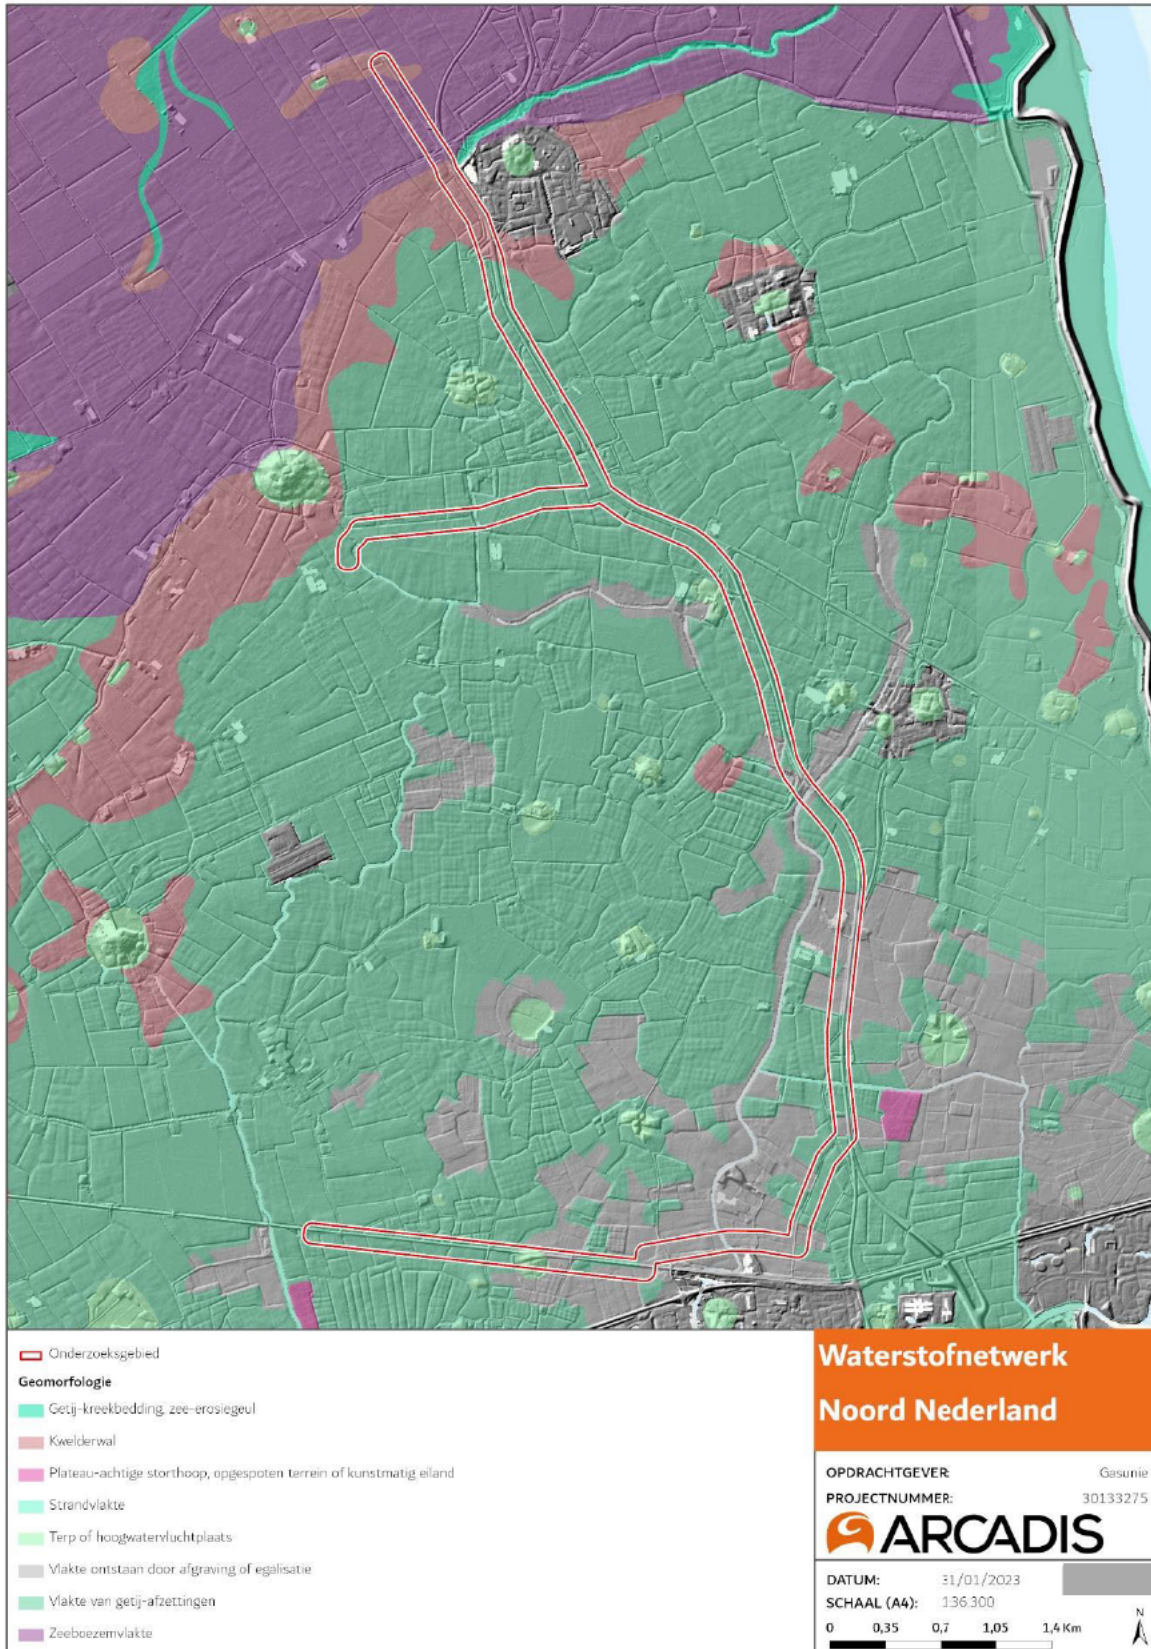 Onderzoeksgebied
Geomorfologie
Getij-kreekbedding, zee-erosiegeul
Kwelderwal
Plateau-achtige storthoop, opgespoten terrein of kunstmatig eiland
Strandvlakte
Terp of hoogwatervluchtplaats
Vlakte ontstaan door afgraving of egalisatie
Vlakte van getij-afzettingen
Zeeboezemvlakte
Waterstofnetwerk
Noord Nederland
OPDRACHTGEVER: Gasunie
PROJECTNUMMER: 30133275
ARCADIS
DATUM: 31/01/2023
SCHAAL (A4): 1:36.300
0 0,35 0,7 1,05 1,4 Km
N